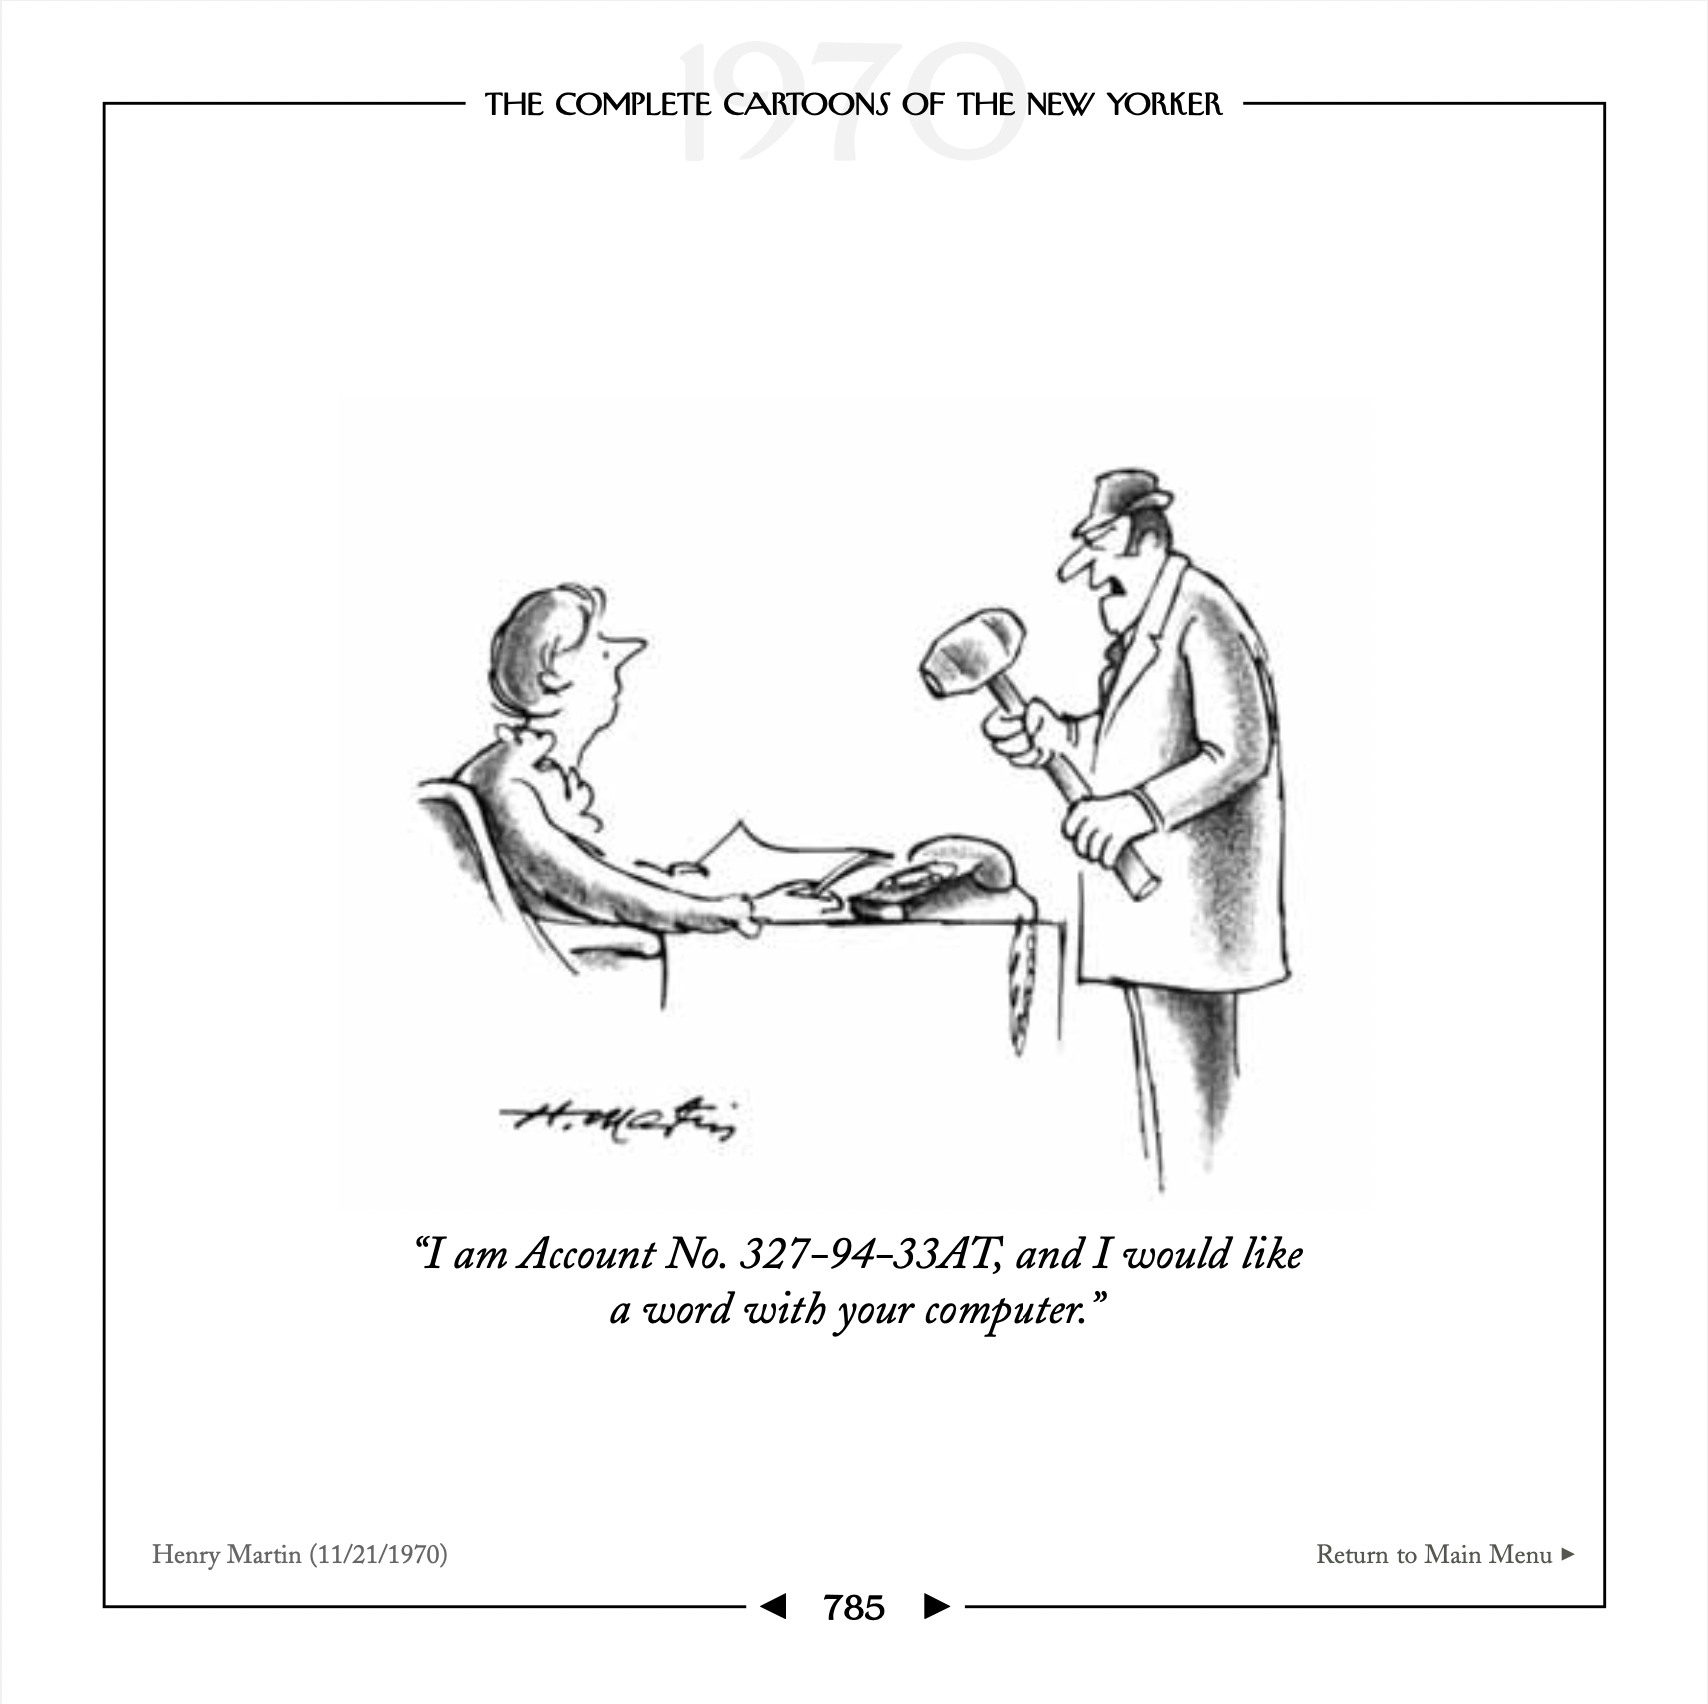 1970
THE COMPLETE CARTOONS OF THE NEW YORKER
H. Martin
“I am Account No. 327–94–33AT, and I would like
a word with your computer.”
Henry Martin (11/21/1970)
Return to Main Menu ▶
◀ 785 ▶